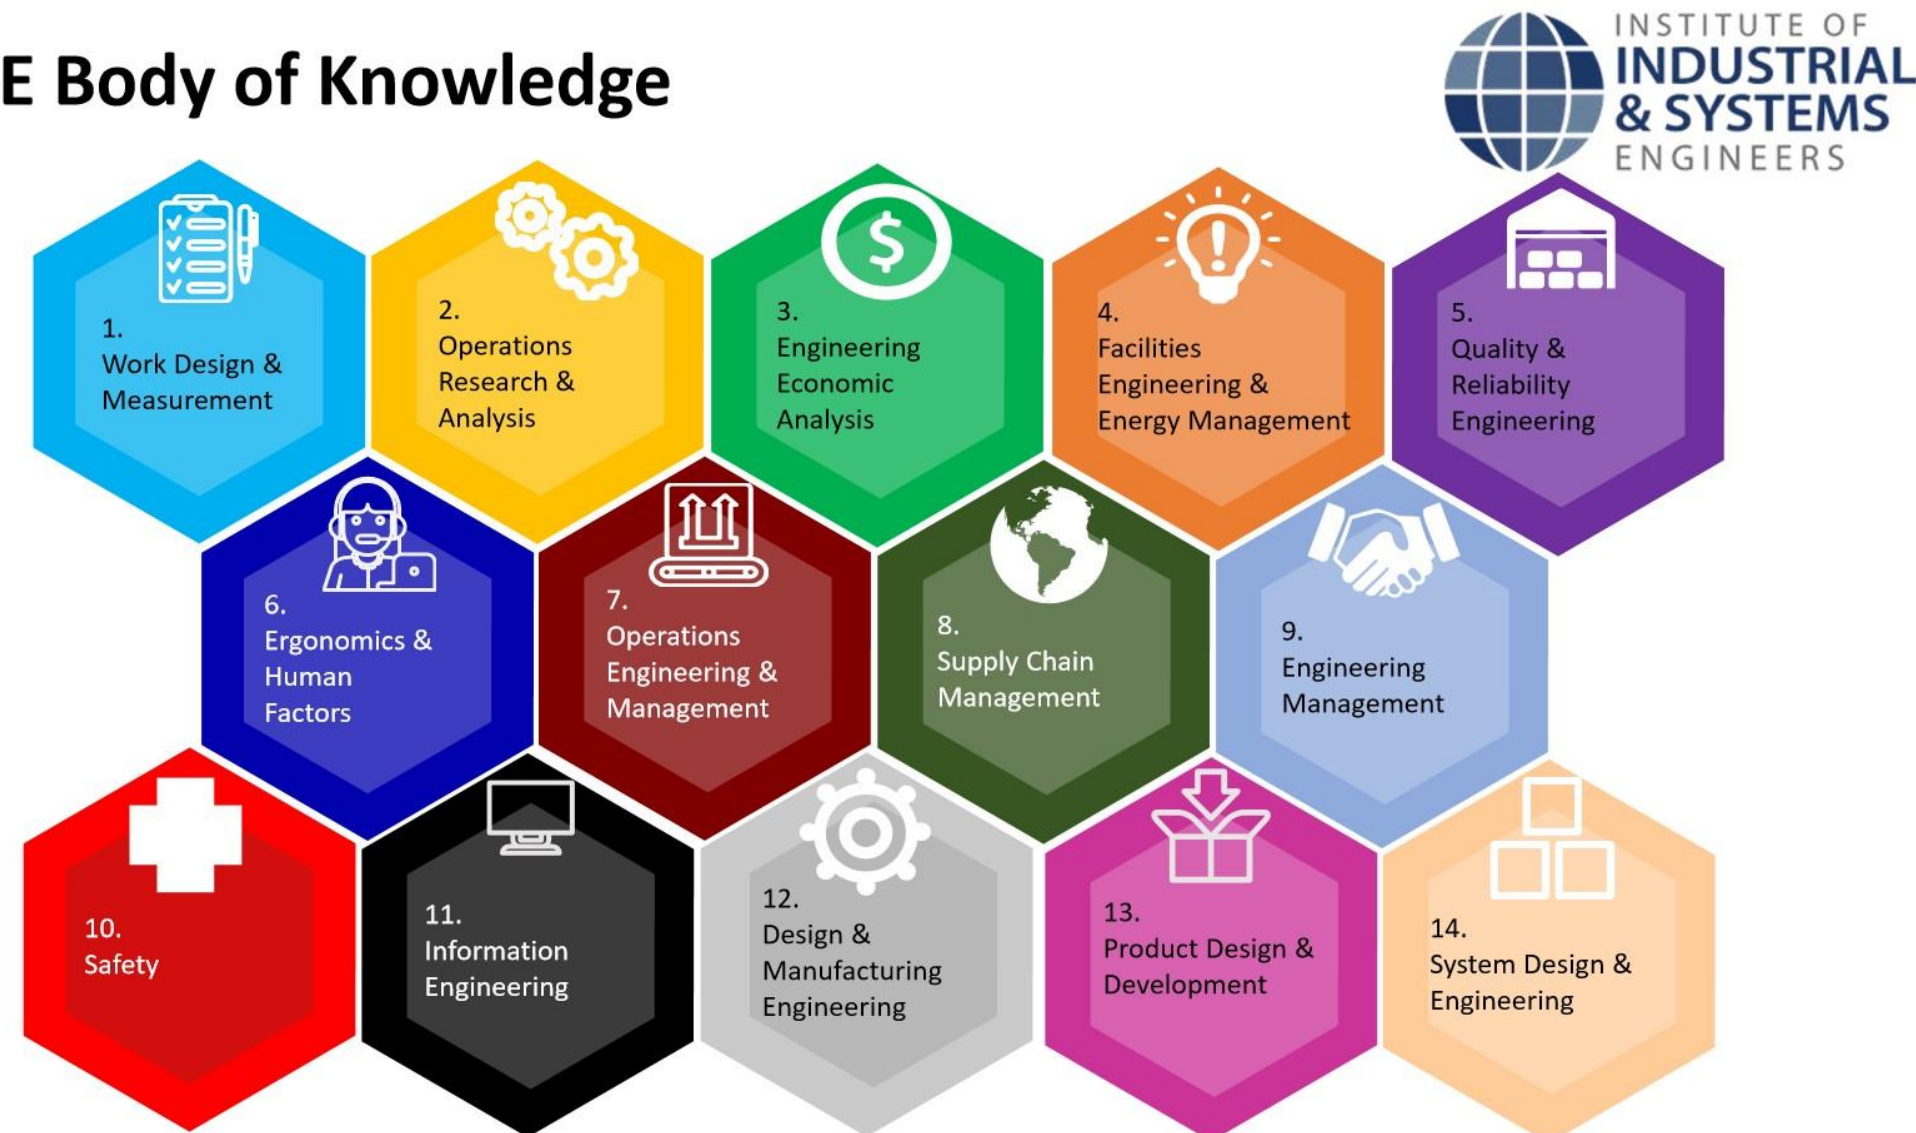 E Body of Knowledge
INSTITUTE OF
INDUSTRIAL
& SYSTEMS
ENGINEERS
1.
Work Design &
Measurement
2.
Operations
Research &
Analysis
$
3.
Engineering
Economic
Analysis
!
4.
Facilities
Engineering &
Energy Management
5.
Quality &
Reliability
Engineering
6.
Ergonomics &
Human
Factors
7.
Operations
Engineering &
Management
8.
Supply Chain
Management
9.
Engineering
Management
10.
Safety
11.
Information
Engineering
12.
Design &
Manufacturing
Engineering
13.
Product Design &
Development
14.
System Design &
Engineering